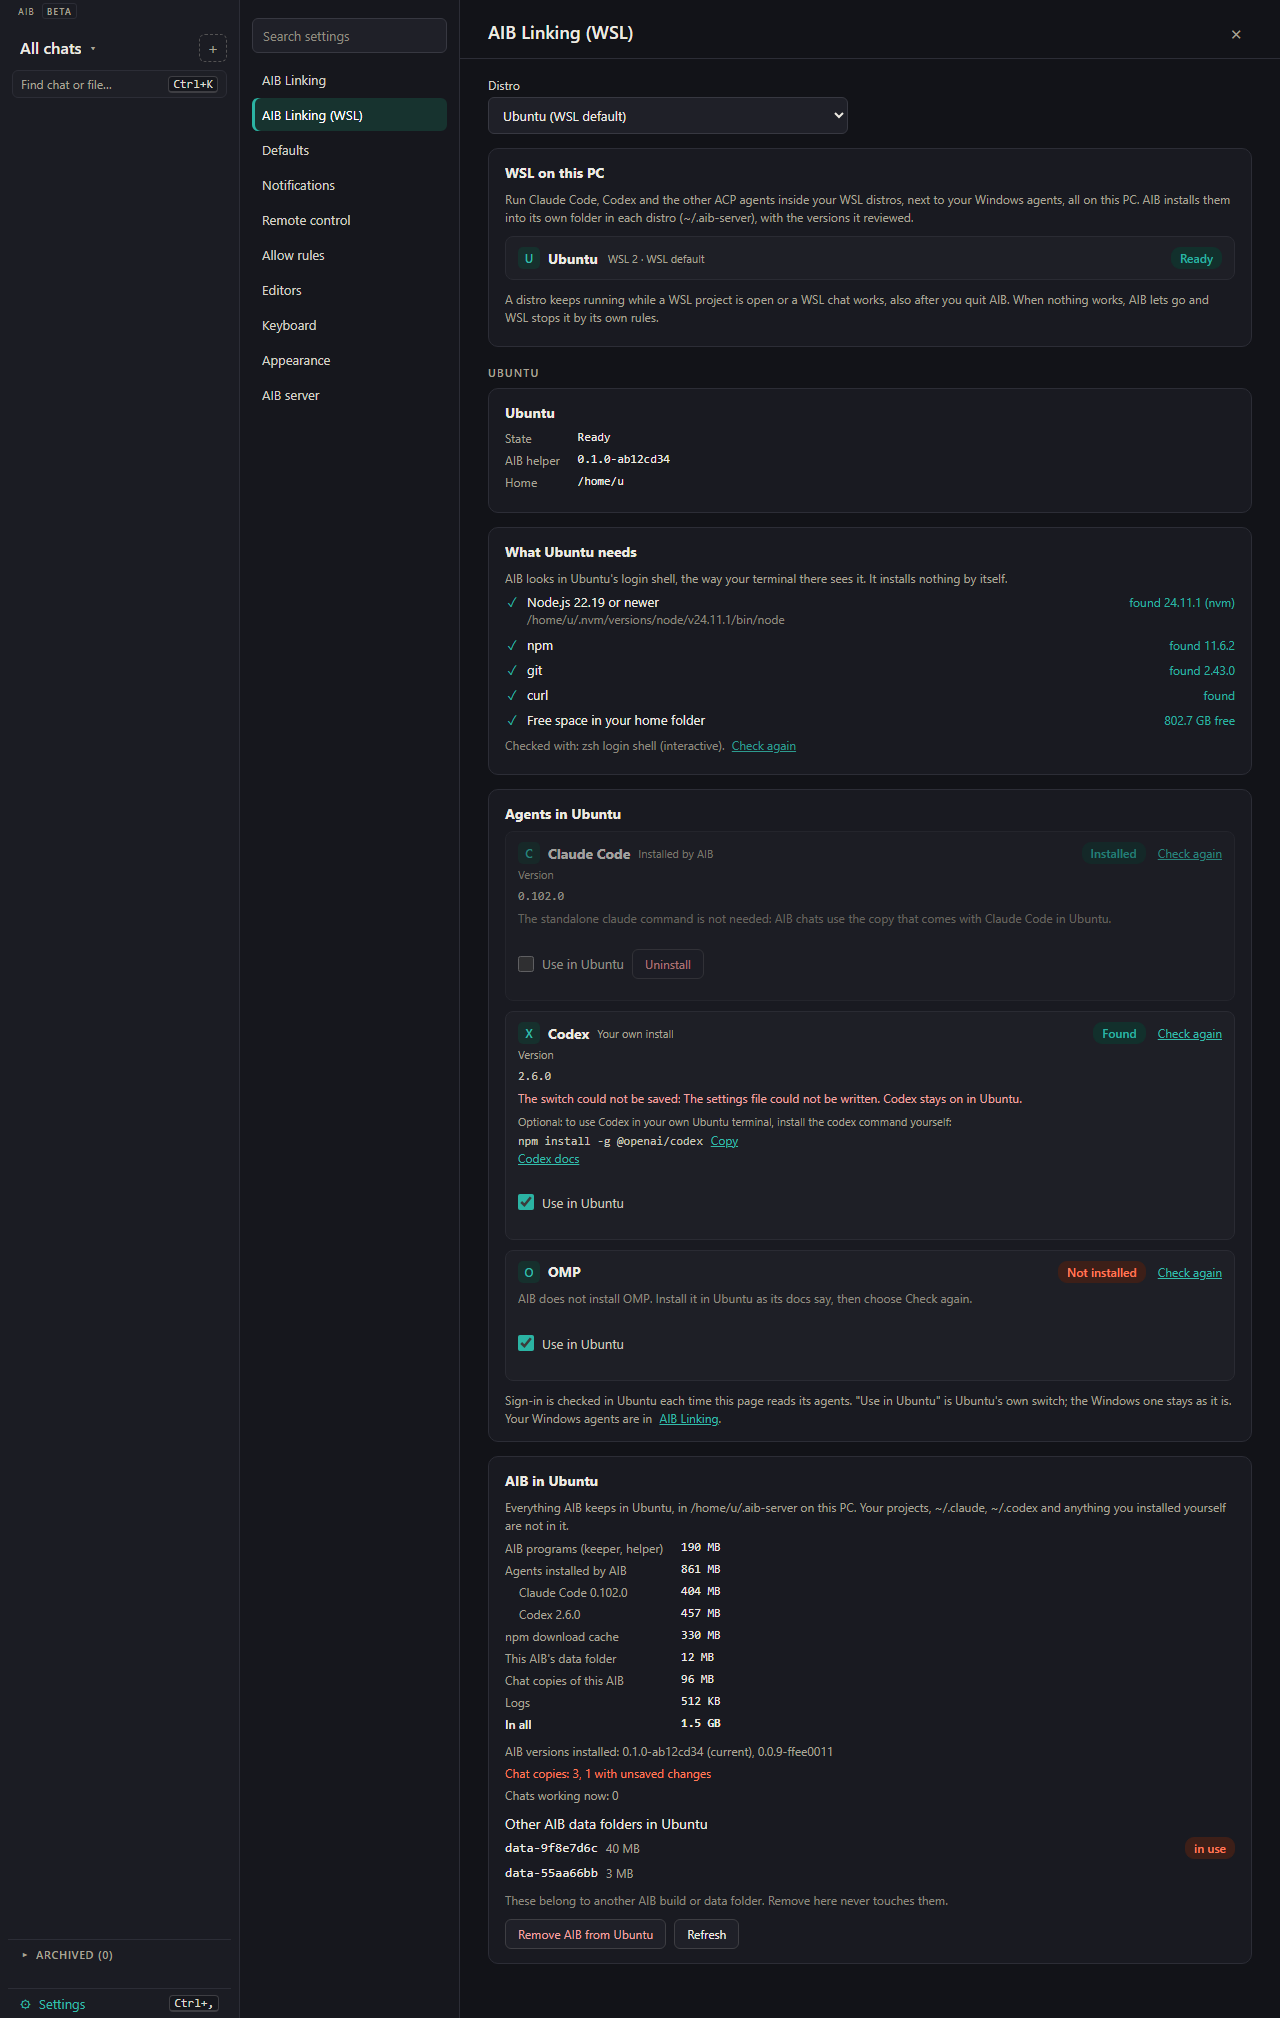 AIB BETA
All chats
+
Find chat or file... Ctrl+K
Search settings
AIB Linking
AIB Linking (WSL)
Defaults
Notifications
Remote control
Allow rules
Editors
Keyboard
Appearance
AIB server
AIB Linking (WSL)
×
Distro
Ubuntu (WSL default)
WSL on this PC
Run Claude Code, Codex and the other ACP agents inside your WSL distros, next to your Windows agents, all on this PC. AIB installs them
into its own folder in each distro (~/.aib-server), with the versions it reviewed.
U Ubuntu WSL 2 · WSL default Ready
A distro keeps running while a WSL project is open or a WSL chat works, also after you quit AIB. When nothing works, AIB lets go and
WSL stops it by its own rules.
UBUNTU
Ubuntu
State Ready
AIB helper 0.1.0-ab12cd34
Home /home/u
What Ubuntu needs
AIB looks in Ubuntu's login shell, the way your terminal there sees it. It installs nothing by itself.
✓ Node.js 22.19 or newer found 24.11.1 (nvm)
/home/u/.nvm/versions/node/v24.11.1/bin/node
✓ npm found 11.6.2
✓ git found 2.43.0
✓ curl found
✓ Free space in your home folder 802.7 GB free
Checked with: zsh login shell (interactive). Check again
Agents in Ubuntu
C Claude Code Installed by AIB Installed Check again
Version
0.102.0
The standalone claude command is not needed: AIB chats use the copy that comes with Claude Code in Ubuntu.
Use in Ubuntu Uninstall
X Codex Your own install Found Check again
Version
2.6.0
The switch could not be saved: The settings file could not be written. Codex stays on in Ubuntu.
Optional: to use Codex in your own Ubuntu terminal, install the codex command yourself:
npm install -g @openai/codex Copy
Codex docs
Use in Ubuntu
O OMP Not installed Check again
AIB does not install OMP. Install it in Ubuntu as its docs say, then choose Check again.
Use in Ubuntu
Sign-in is checked in Ubuntu each time this page reads its agents. "Use in Ubuntu" is Ubuntu's own switch; the Windows one stays as it is.
Your Windows agents are in AIB Linking.
AIB in Ubuntu
Everything AIB keeps in Ubuntu, in /home/u/.aib-server on this PC. Your projects, ~/.claude, ~/.codex and anything you installed yourself
are not in it.
AIB programs (keeper, helper) 190 MB
Agents installed by AIB 861 MB
Claude Code 0.102.0 404 MB
Codex 2.6.0 457 MB
npm download cache 330 MB
This AIB's data folder 12 MB
Chat copies of this AIB 96 MB
Logs 512 KB
In all 1.5 GB
AIB versions installed: 0.1.0-ab12cd34 (current), 0.0.9-ffee0011
Chat copies: 3, 1 with unsaved changes
Chats working now: 0
Other AIB data folders in Ubuntu
data-9f8e7d6c 40 MB in use
data-55aa66bb 3 MB
These belong to another AIB build or data folder. Remove here never touches them.
Remove AIB from Ubuntu Refresh
ARCHIVED (0)
Settings Ctrl+,